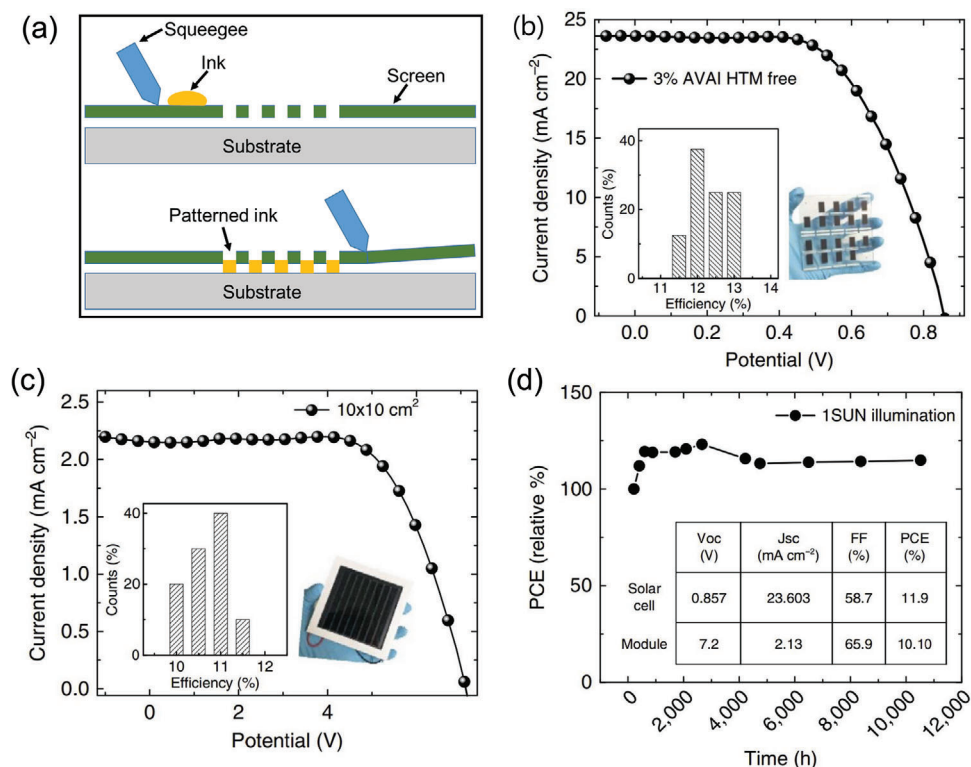 (a)
Squeegee
Ink
Screen
Substrate
Patterned ink
Substrate
(b)
Current density (mA cm⁻²)
25
20
15
10
5
0
3% AVAI HTM free
Counts (%)
40
20
0
11 12 13 14
Efficiency (%)
0.0 0.2 0.4 0.6 0.8
Potential (V)
(c)
Current density (mA cm⁻²)
2.5
2.0
1.5
1.0
0.5
0.0
10x10 cm²
Counts (%)
40
20
0
10 11 12
Efficiency (%)
0 2 4 6
Potential (V)
(d)
PCE (relative %)
150
100
50
0
1SUN illumination
Voc (V) Jsc (mA cm⁻²) FF (%) PCE (%)
Solar cell 0.857 23.603 58.7 11.9
Module 7.2 2.13 65.9 10.10
0 2,000 4,000 6,000 8,000 10,000 12,000
Time (h)